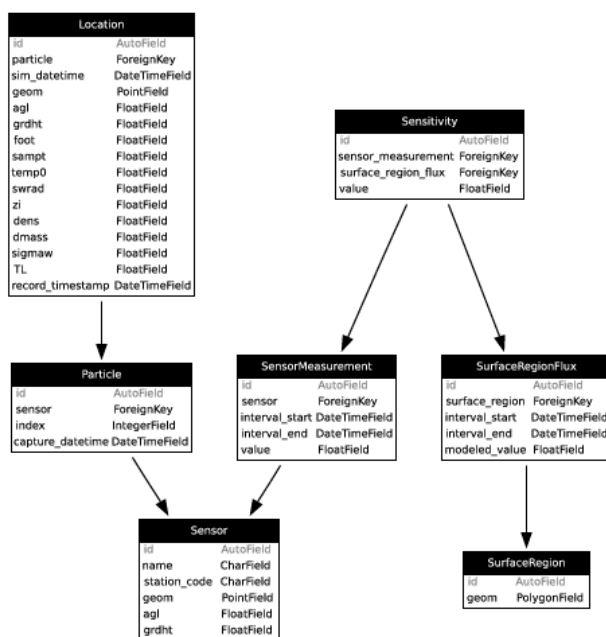 Location
id AutoField
particle ForeignKey
sim_datetime DateTimeField
geom PointField
agl FloatField
grdht FloatField
foot FloatField
sampt FloatField
temp0 FloatField
swrad FloatField
zi FloatField
dens FloatField
dmass FloatField
sigmaw FloatField
TL FloatField
record_timestamp DateTimeField
Sensitivity
id AutoField
sensor_measurement ForeignKey
surface_region_flux ForeignKey
value FloatField
Particle
id AutoField
sensor ForeignKey
index IntegerField
capture_datetime DateTimeField
SensorMeasurement
id AutoField
sensor ForeignKey
interval_start DateTimeField
interval_end DateTimeField
value FloatField
SurfaceRegionFlux
id AutoField
surface_region ForeignKey
interval_start DateTimeField
interval_end DateTimeField
modeled_value FloatField
Sensor
id AutoField
name CharField
station_code CharField
geom PointField
agl FloatField
grdht FloatField
SurfaceRegion
id AutoField
geom PolygonField